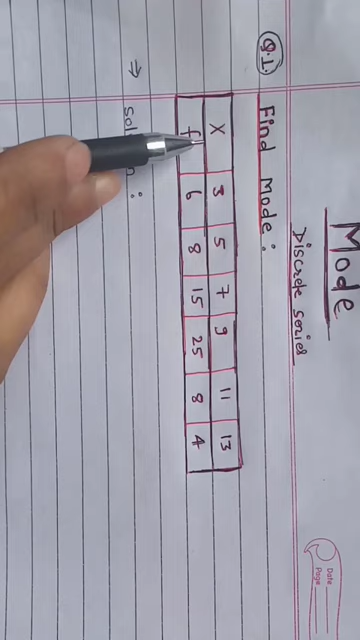 Mode
Discrete series
Date
Page
Q.1. Find mode :
X 3 5 7 9 11 13
f 6 8 15 25 8 4
→ Sol n :